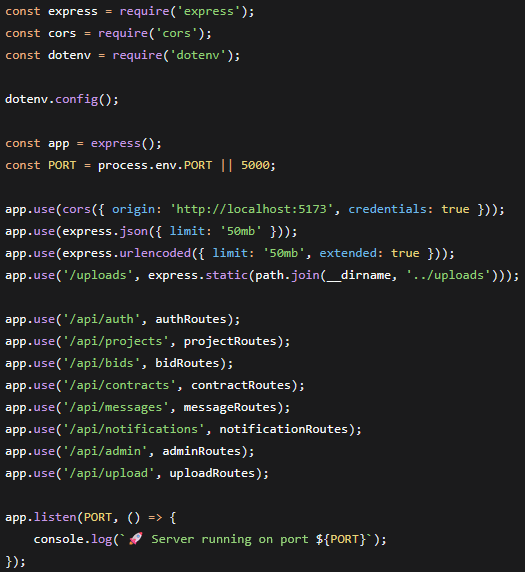 const express = require('express');
const cors = require('cors');
const dotenv = require('dotenv');

dotenv.config();

const app = express();
const PORT = process.env.PORT || 5000;

app.use(cors({ origin: 'http://localhost:5173', credentials: true }));
app.use(express.json({ limit: '50mb' }));
app.use(express.urlencoded({ limit: '50mb', extended: true }));
app.use('/uploads', express.static(path.join(__dirname, '../uploads')));

app.use('/api/auth', authRoutes);
app.use('/api/projects', projectRoutes);
app.use('/api/bids', bidRoutes);
app.use('/api/contracts', contractRoutes);
app.use('/api/messages', messageRoutes);
app.use('/api/notifications', notificationRoutes);
app.use('/api/admin', adminRoutes);
app.use('/api/upload', uploadRoutes);

app.listen(PORT, () => {
    console.log(`🚀 Server running on port ${PORT}`);
});